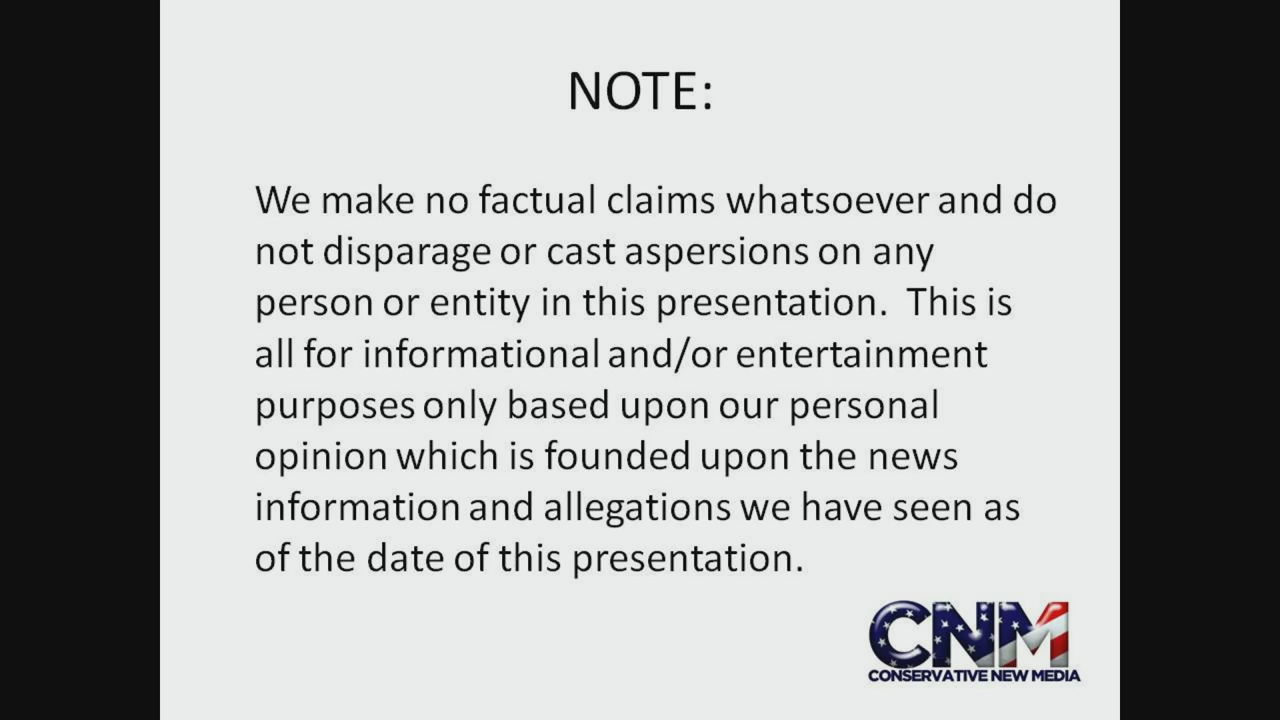 NOTE:
We make no factual claims whatsoever and do
not disparage or cast aspersions on any
person or entity in this presentation.  This is
all for informational and/or entertainment
purposes only based upon our personal
opinion which is founded upon the news
information and allegations we have seen as
of the date of this presentation.
CNM
CONSERVATIVE NEW MEDIA